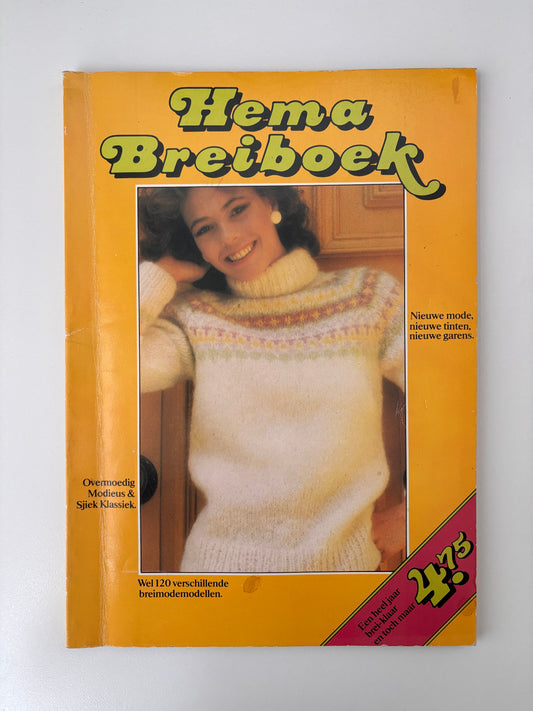 Hema
Breiboek
Nieuwe mode,
nieuwe tinten,
nieuwe garens.
Overmoedig
Modieus &
Sjiek Klassiek.
Wel 120 verschillende
breimodemodellen.
Een heel jaar
brei-klaar
en toch maar
4.75